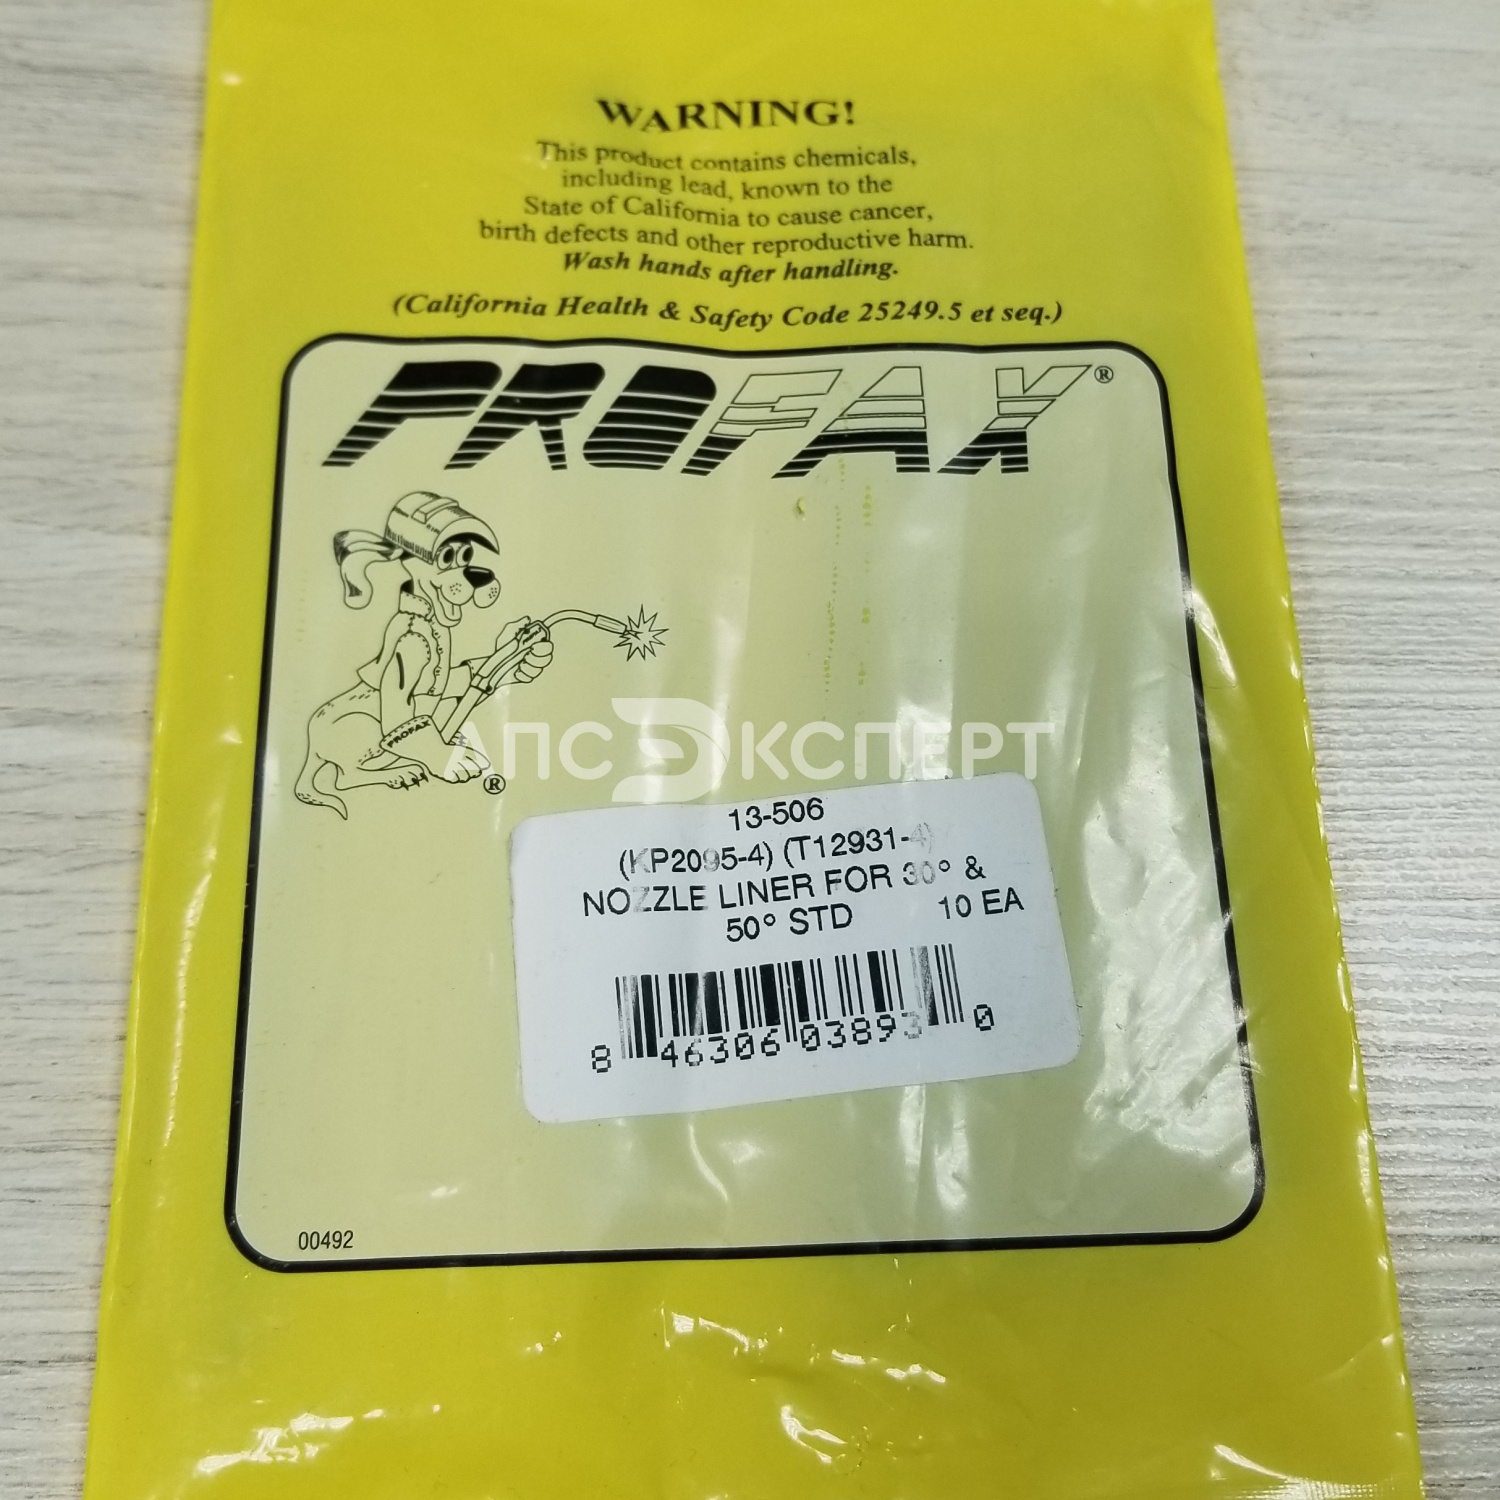 WARNING!
This product contains chemicals,
including lead, known to the
State of California to cause cancer,
birth defects and other reproductive harm.
Wash hands after handling.
(California Health & Safety Code 25249.5 et seq.)
PROFAX®
PROFAX
®
АПСЭКСПЕРТ
13-506
(KP2095-4) (T12931-4)
NOZZLE LINER FOR 30° &
50° STD 10 EA
8 46306 03893 0
00492